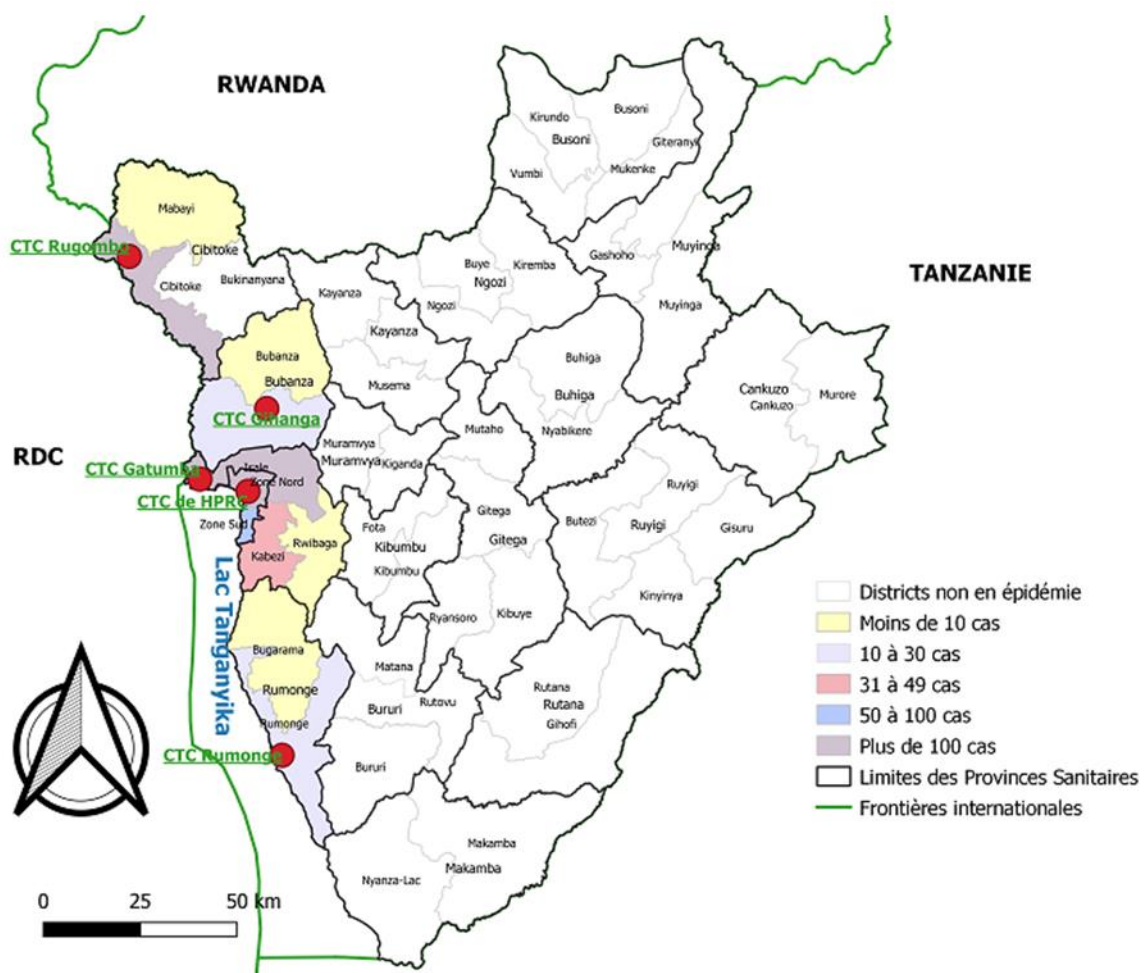 RWANDA
Kirundo
Busoni
Busoni
Giteranyi
Vumbi
Mukenke
Mabayi
CTC Rugombo
Cibitoke
Cibitoke
Bukinanyana
Kayanza
Buye
Ngozi
Kiremba
Gashoho
Muyinga
TANZANIE
Ngozi
Muyinga
Kayanza
Bubanza
Bubanza
Musema
Buhiga
Buhiga
Cankuzo
Cankuzo
Murore
CTC Gihanga
Nyabikere
Mutaho
Muramvya
Muramvya
Kiganda
RDC
CTC Gatumba
Isale
Zone Nord
CTC de HPRC
Zone Sud
Ruyigi
Ruyigi
Butezi
Gisuru
Gitega
Gitega
Fota
Kibumbu
Kibumbu
Rwibaga
Kabezi
Kinyinya
Lac Tanganyika
Ryansoro
Kibuye
Bugarama
Matana
Rumonge
Rumonge
Bururi
Rutovu
Rutana
Rutana
Gihofi
CTC Rumonge
Bururi
Makamba
Makamba
Nyanza-Lac
Districts non en épidémie
Moins de 10 cas
10 à 30 cas
31 à 49 cas
50 à 100 cas
Plus de 100 cas
Limites des Provinces Sanitaires
Frontières internationales
0 25 50 km